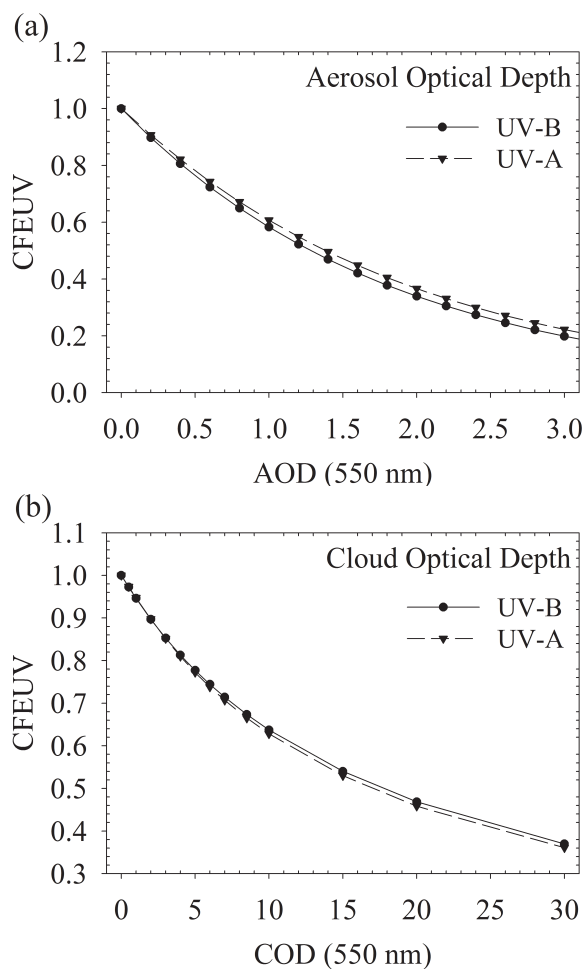 (a)
1.2
1.0
0.8
0.6
0.4
0.2
0.0
CFEUV
Aerosol Optical Depth
UV-B
UV-A
0.0 0.5 1.0 1.5 2.0 2.5 3.0
AOD (550 nm)
(b)
1.1
1.0
0.9
0.8
0.7
0.6
0.5
0.4
0.3
CFEUV
Cloud Optical Depth
UV-B
UV-A
0 5 10 15 20 25 30
COD (550 nm)